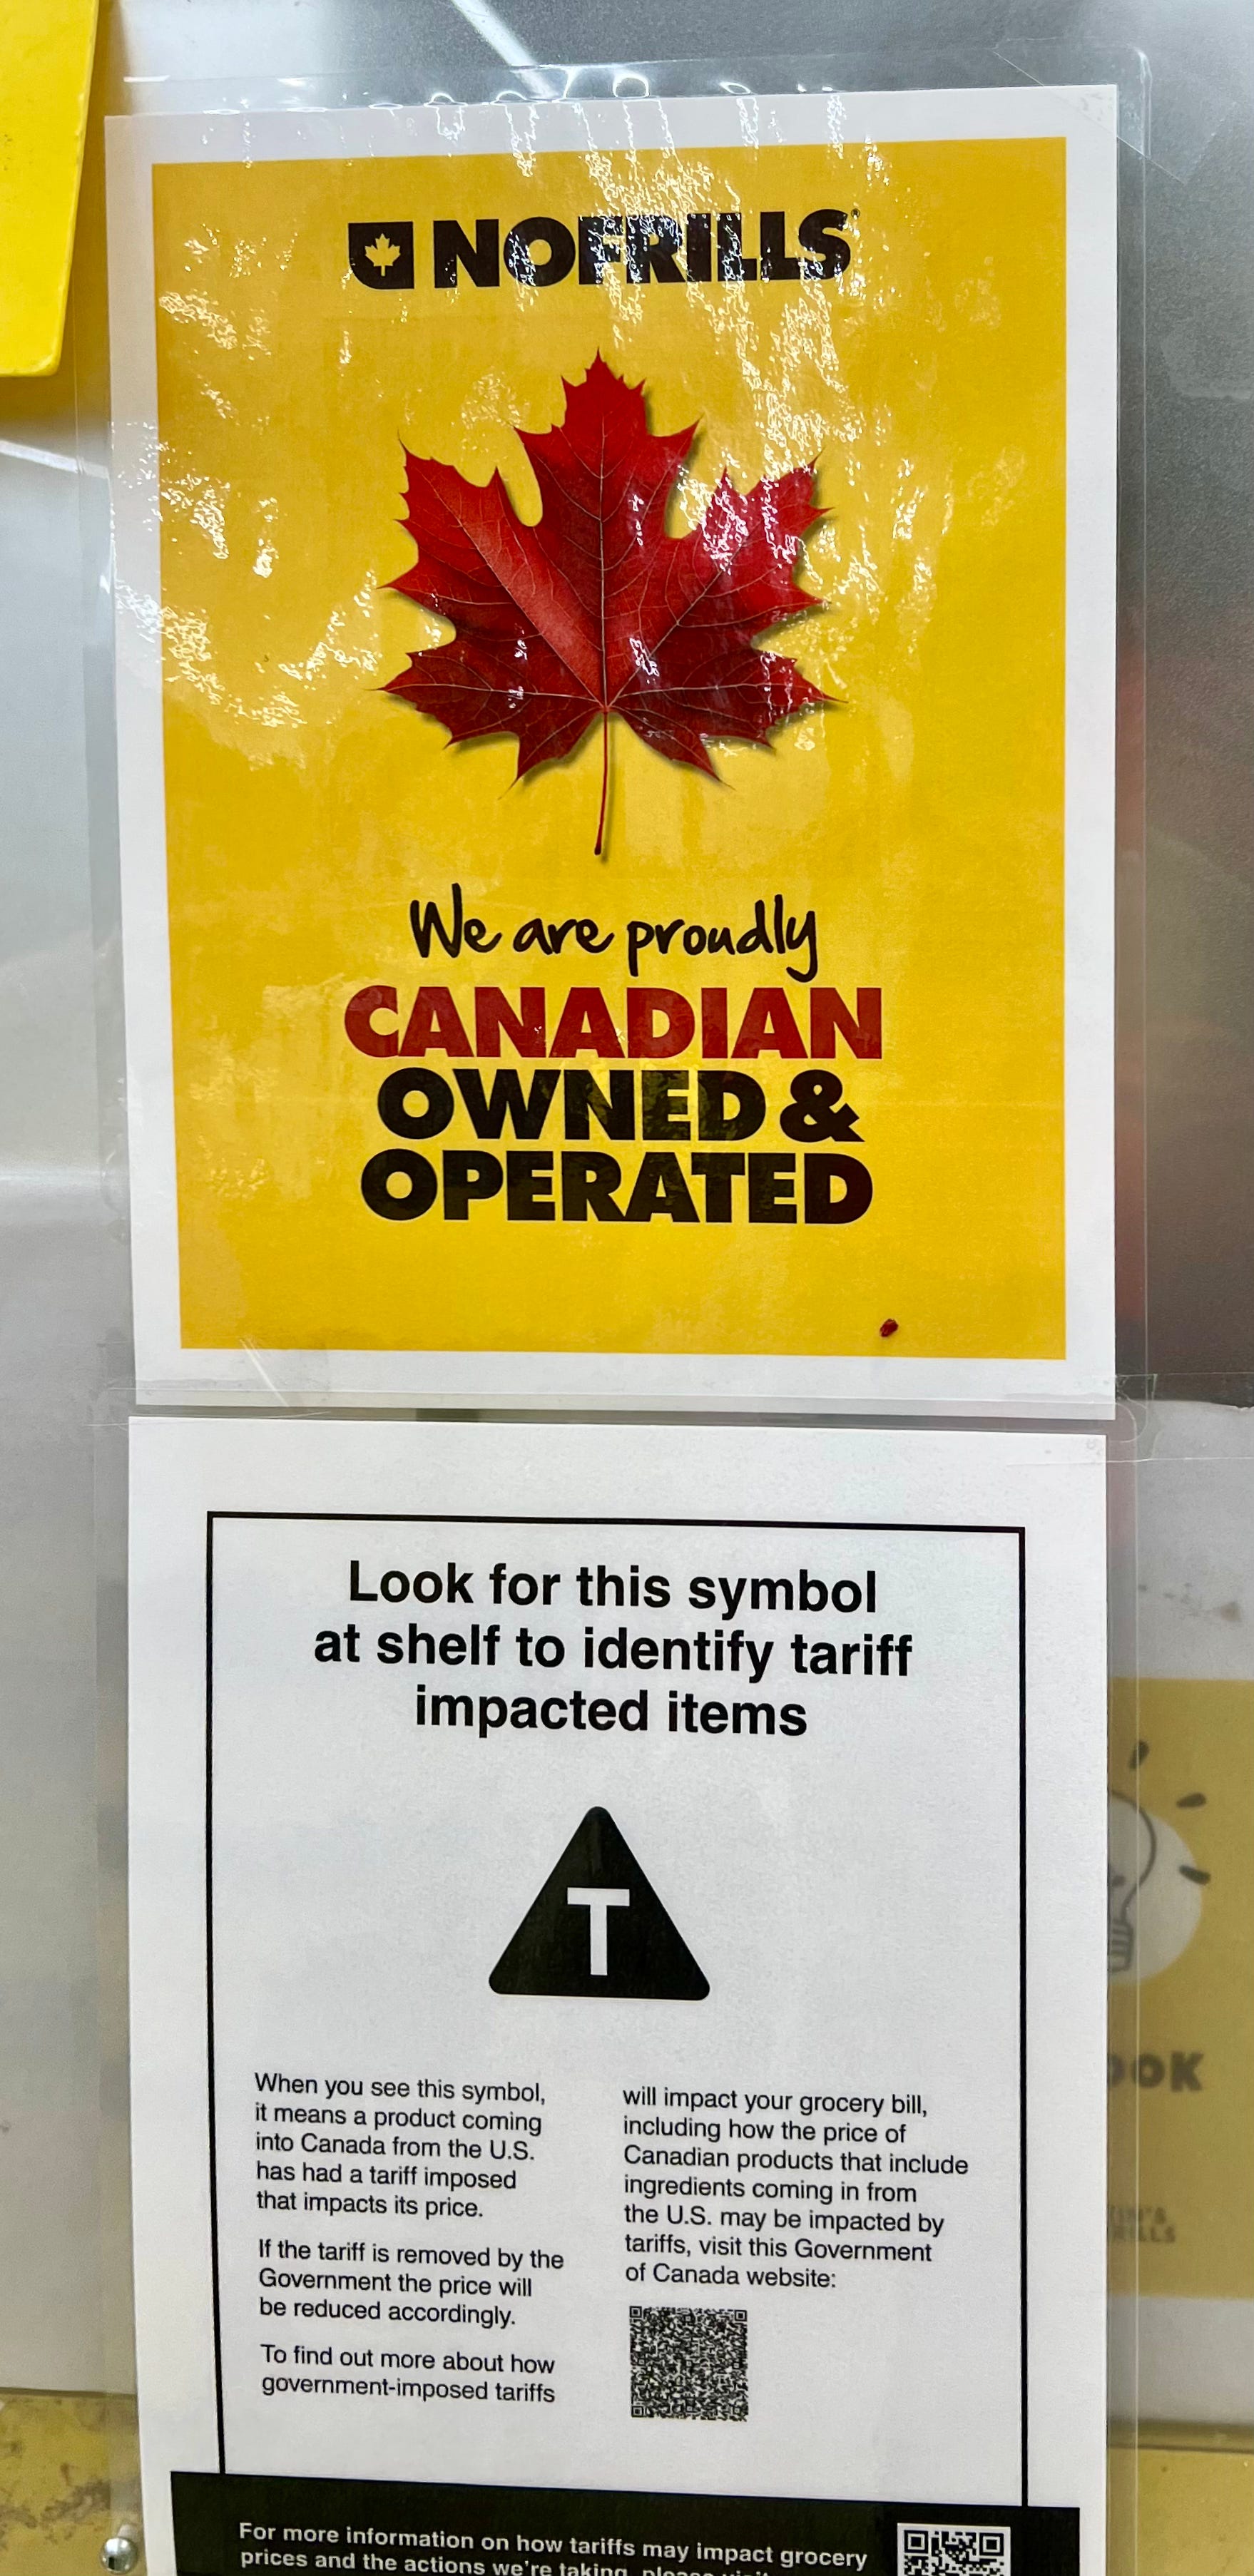 NOFRILLS®
We are proudly
CANADIAN
OWNED &
OPERATED
Look for this symbol
at shelf to identify tariff
impacted items
T
When you see this symbol,
it means a product coming
into Canada from the U.S.
has had a tariff imposed
that impacts its price.
If the tariff is removed by the
Government the price will
be reduced accordingly.
To find out more about how
government-imposed tariffs
will impact your grocery bill,
including how the price of
Canadian products that include
ingredients coming in from
the U.S. may be impacted by
tariffs, visit this Government
of Canada website:
For more information on how tariffs may impact grocery
prices and the actions we're taking, please visit
OOK